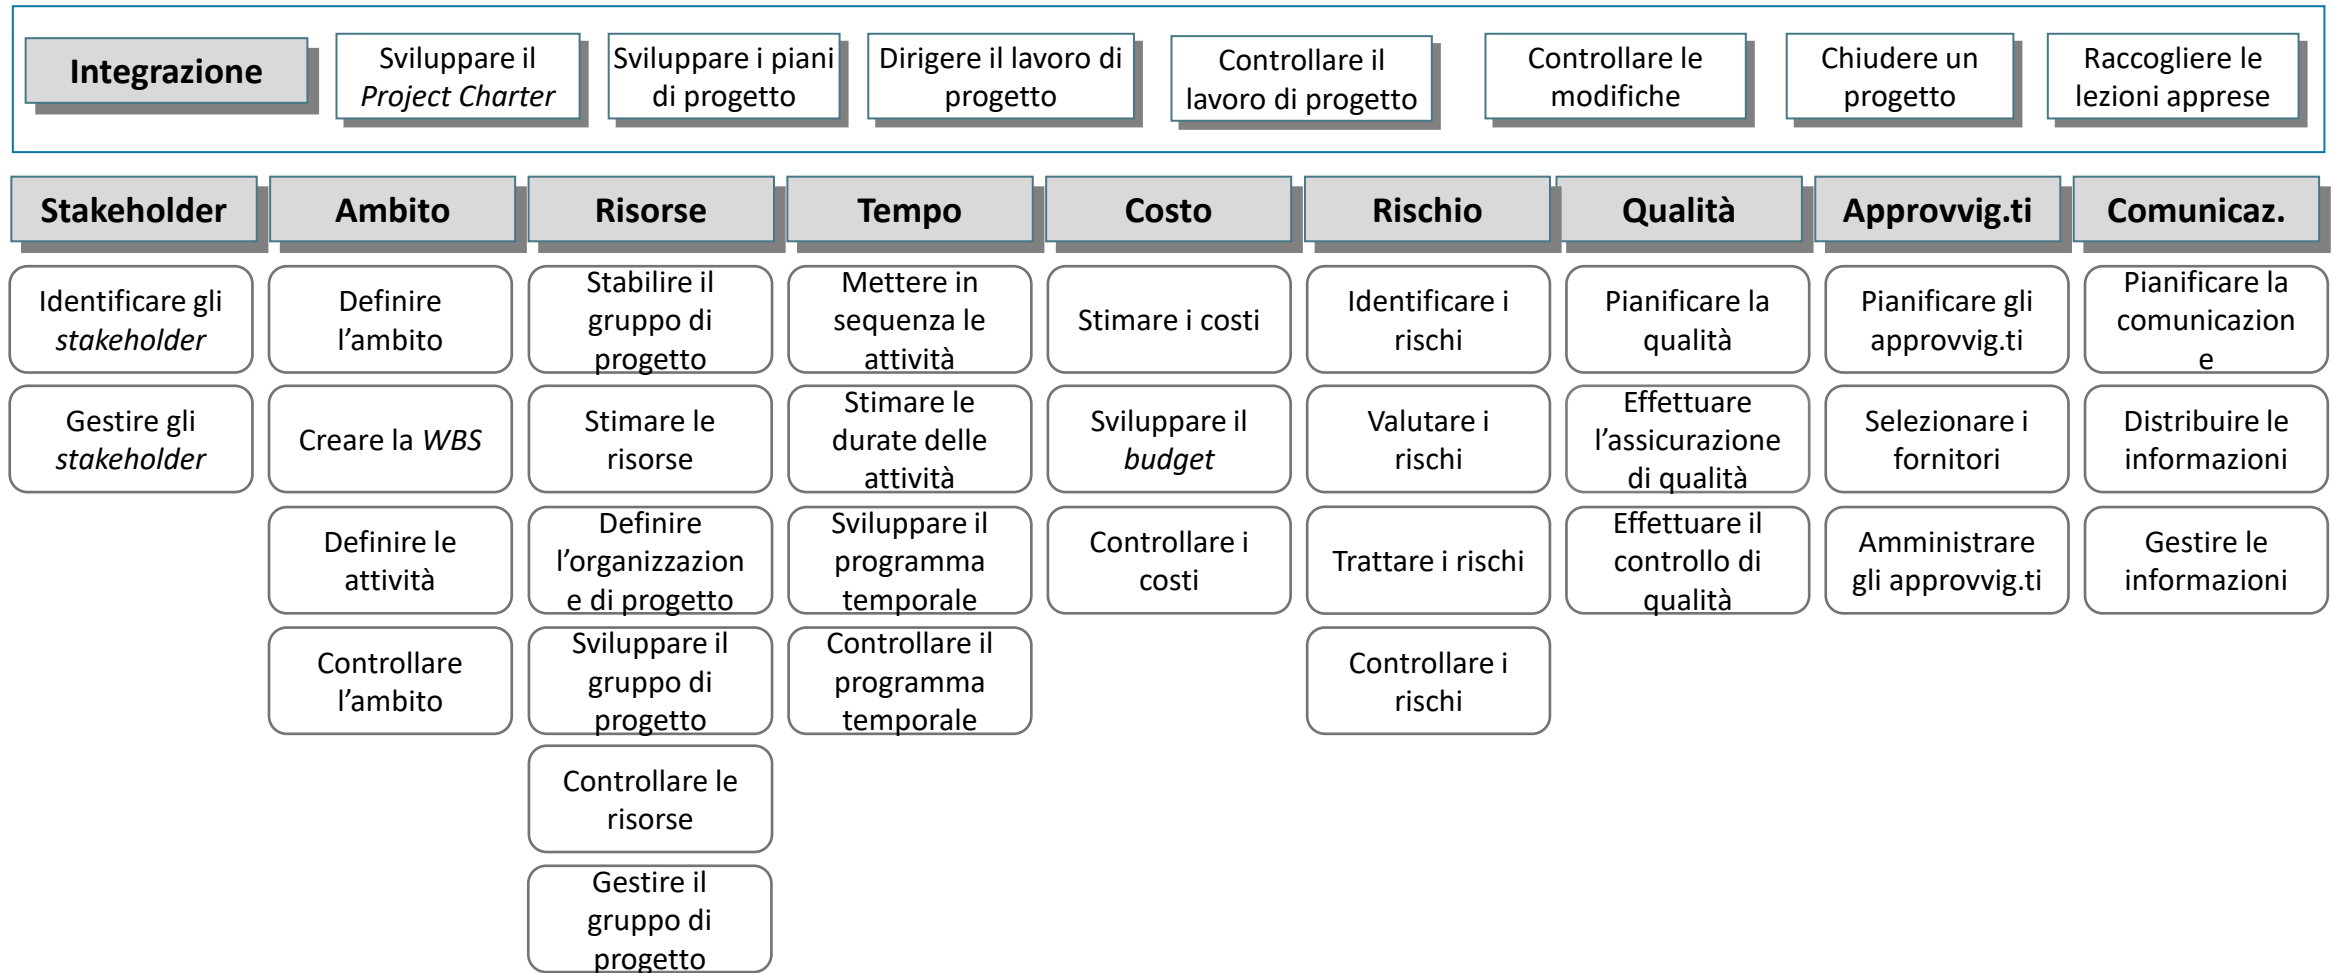 Integrazione
Sviluppare il
Project Charter
Sviluppare i piani
di progetto
Dirigere il lavoro di
progetto
Controllare il
lavoro di progetto
Controllare le
modifiche
Chiudere un
progetto
Raccogliere le
lezioni apprese
Stakeholder
Ambito
Risorse
Tempo
Costo
Rischio
Qualità
Approvvig.ti
Comunicaz.
Identificare gli
stakeholder
Definire
l’ambito
Stabilire il
gruppo di
progetto
Mettere in
sequenza le
attività
Stimare i costi
Identificare i
rischi
Pianificare la
qualità
Pianificare gli
approvvig.ti
Pianificare la
comunicazion
e
Gestire gli
stakeholder
Creare la WBS
Stimare le
risorse
Stimare le
durate delle
attività
Sviluppare il
budget
Valutare i
rischi
Effettuare
l’assicurazione
di qualità
Selezionare i
fornitori
Distribuire le
informazioni
Definire le
attività
Definire
l’organizzazion
e di progetto
Sviluppare il
programma
temporale
Controllare i
costi
Trattare i rischi
Effettuare il
controllo di
qualità
Amministrare
gli approvvig.ti
Gestire le
informazioni
Controllare
l’ambito
Sviluppare il
gruppo di
progetto
Controllare il
programma
temporale
Controllare i
rischi
Controllare le
risorse
Gestire il
gruppo di
progetto